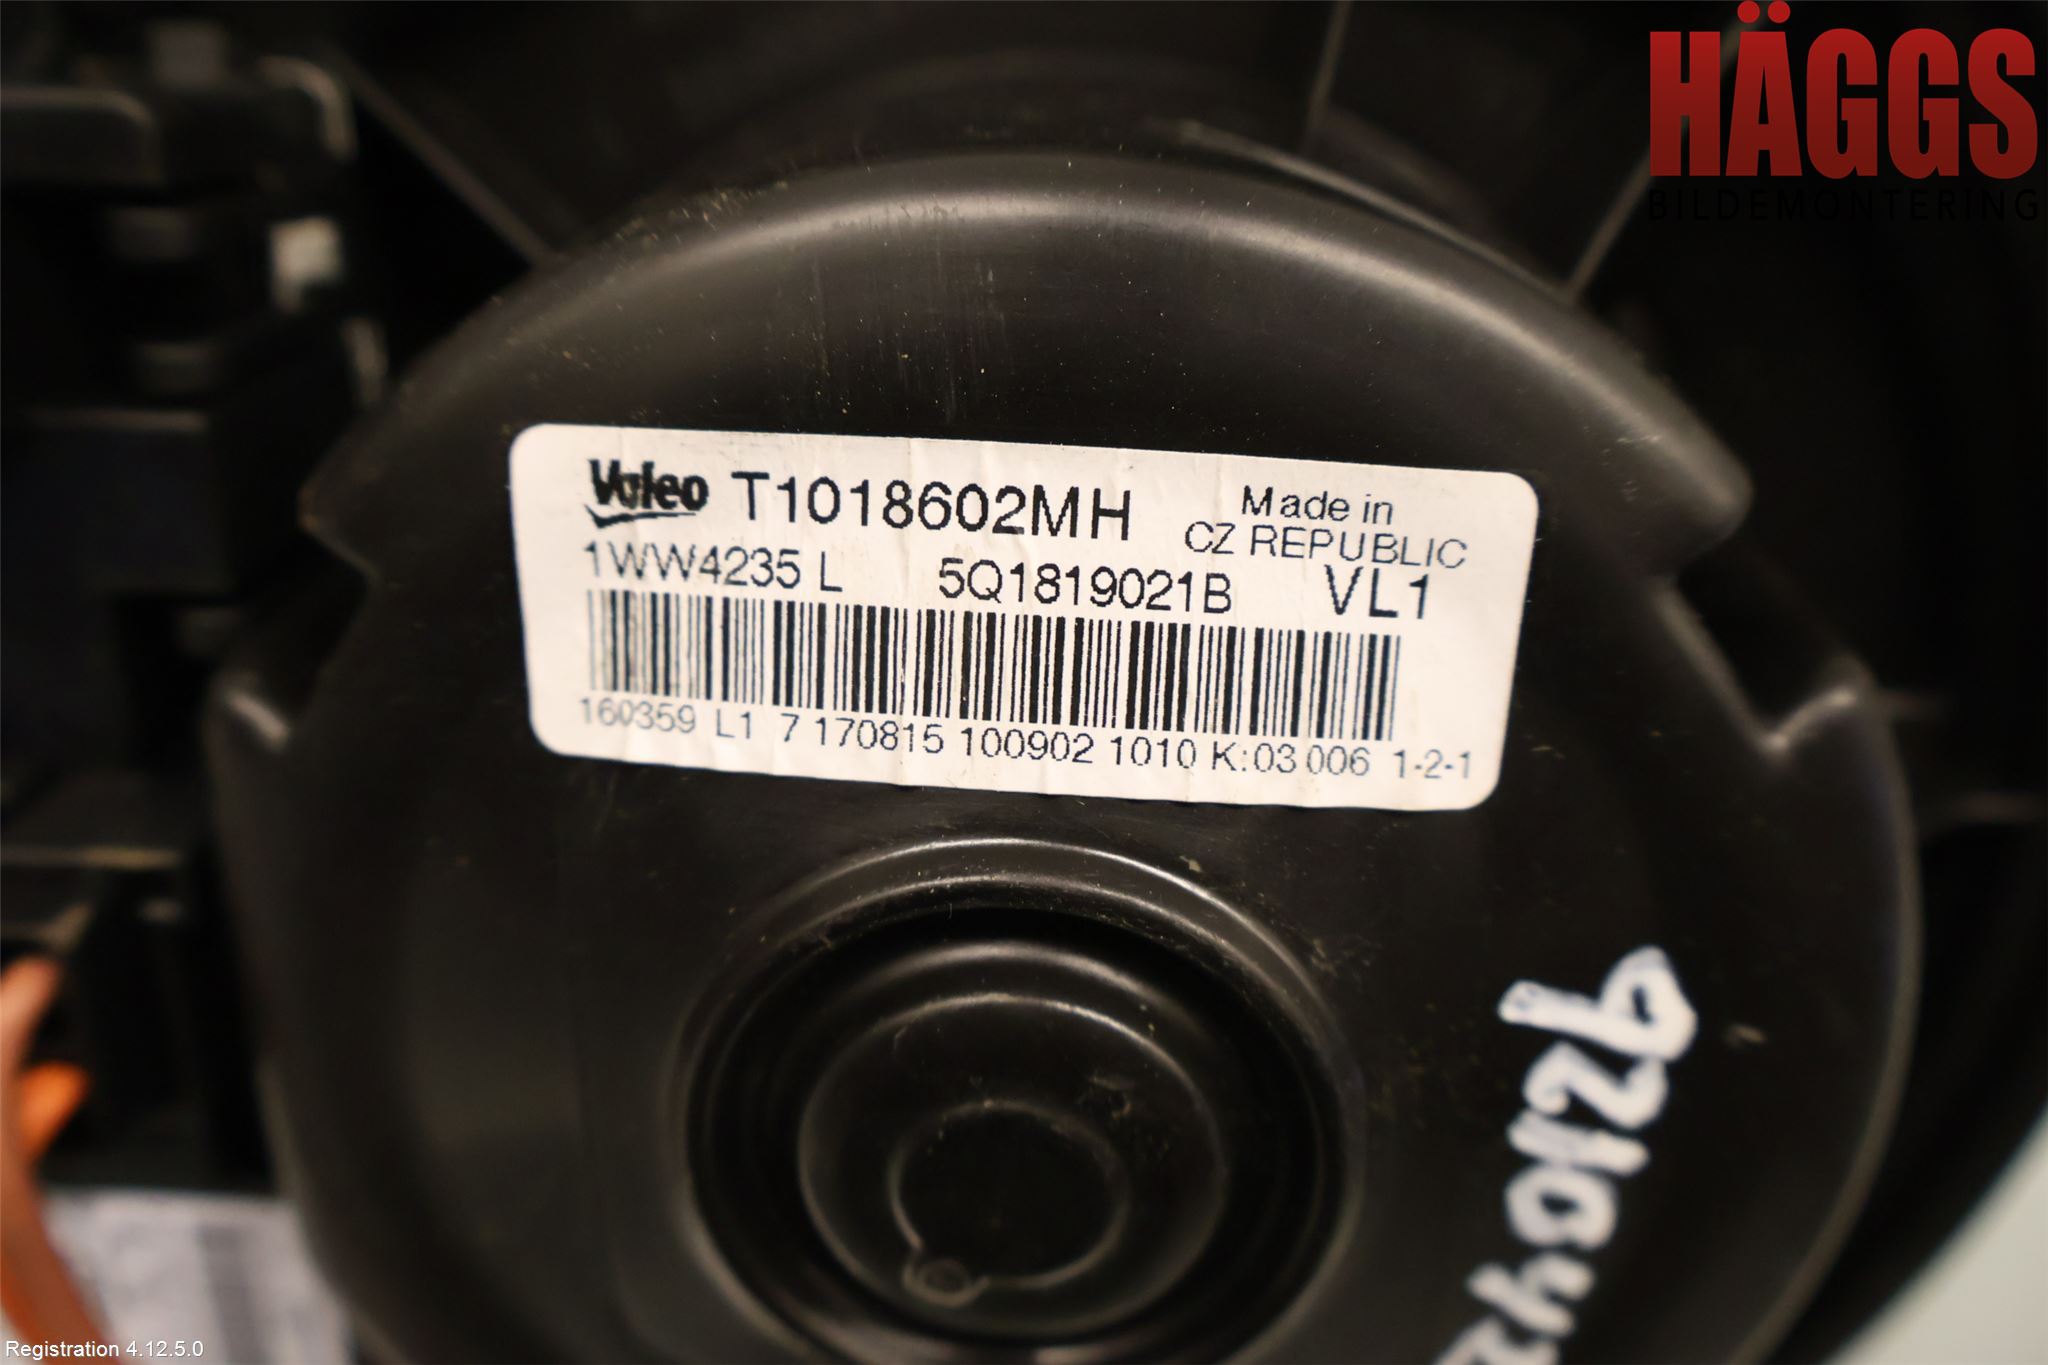 HÄGGS
BILDEMONTERING
Valeo T1018602MH Made in
CZ REPUBLIC
1WW4235 L 5Q1819021B VL1
160359 L1 7 170815 100902 1010 K:03 006 1-2-1
Registration 4.12.5.0